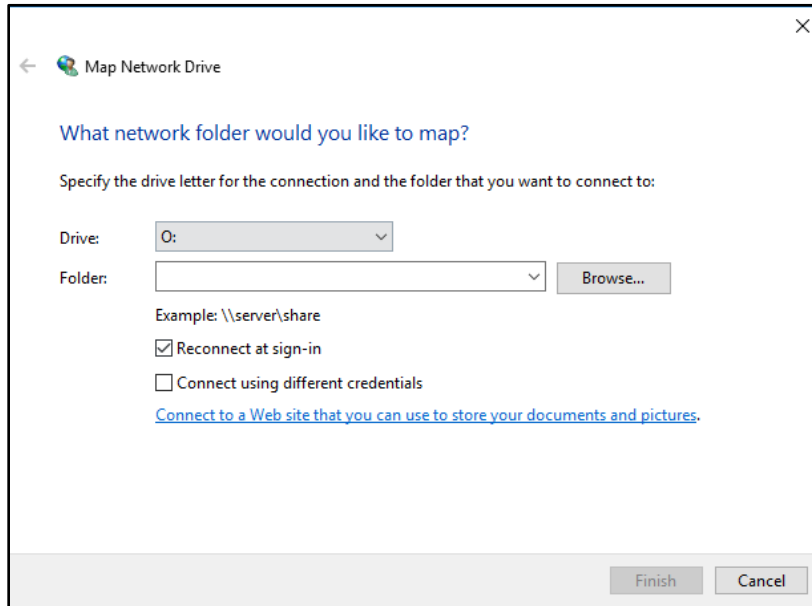 Map Network Drive
What network folder would you like to map?
Specify the drive letter for the connection and the folder that you want to connect to:
Drive: O:
Folder: Browse...
Example: \\server\share
Reconnect at sign-in
Connect using different credentials
Connect to a Web site that you can use to store your documents and pictures.
Finish Cancel